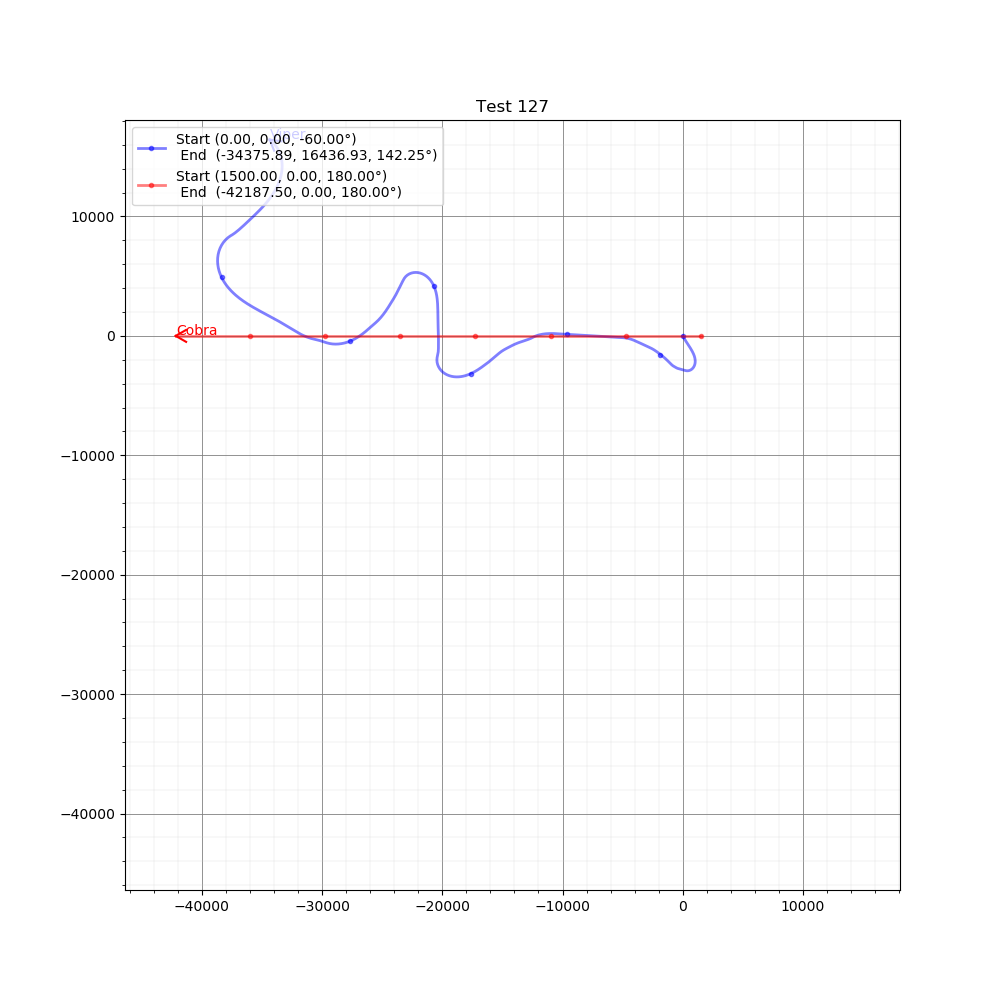 Test 127
Viper
Start (0.00, 0.00, -60.00°)
End  (-34375.89, 16436.93, 142.25°)
Start (1500.00, 0.00, 180.00°)
End  (-42187.50, 0.00, 180.00°)
10000
Cobra
0
−10000
−20000
−30000
−40000
−40000 −30000 −20000 −10000 0 10000